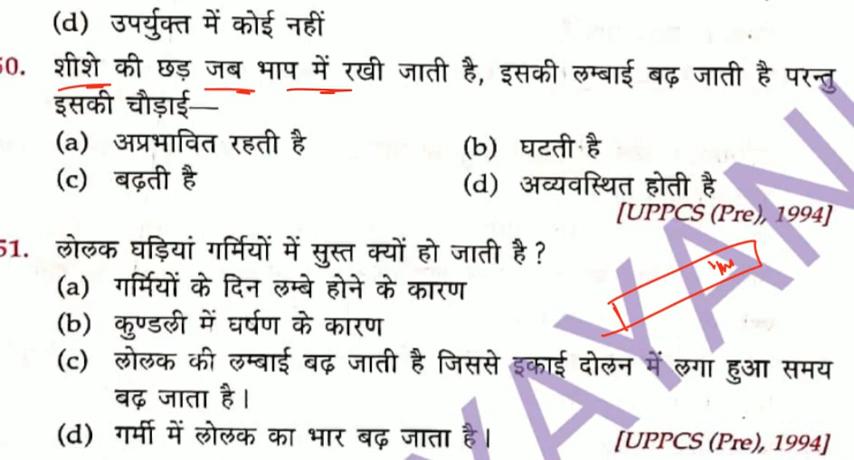 (d) उपर्युक्त में कोई नहीं
50. शीशे की छड़ जब भाप में रखी जाती है, इसकी लम्बाई बढ़ जाती है परन्तु
इसकी चौड़ाई—
(a) अप्रभावित रहती है (b) घटती है
(c) बढ़ती है (d) अव्यवस्थित होती है
[UPPCS (Pre), 1994]
51. लोलक घड़ियां गर्मियों में सुस्त क्यों हो जाती है ?
(a) गर्मियों के दिन लम्बे होने के कारण
(b) कुण्डली में घर्षण के कारण
(c) लोलक की लम्बाई बढ़ जाती है जिससे इकाई दोलन में लगा हुआ समय
बढ़ जाता है।
(d) गर्मी में लोलक का भार बढ़ जाता है।
[UPPCS (Pre), 1994]
YAYAN